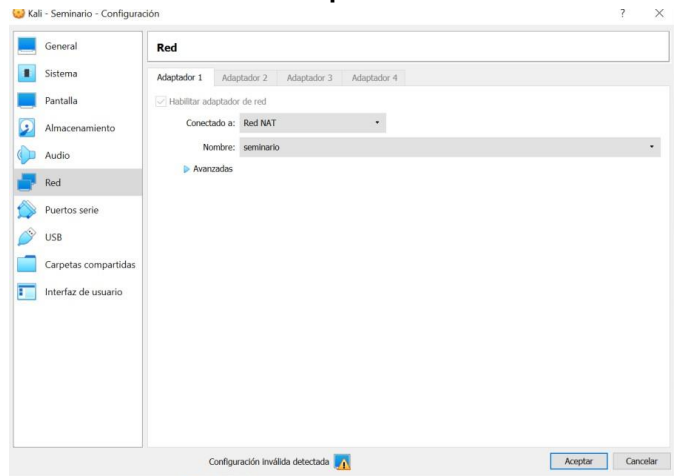 Kali - Seminario - Configuración ? ×
General
Sistema
Pantalla
Almacenamiento
Audio
Red
Puertos serie
USB
Carpetas compartidas
Interfaz de usuario
Red
Adaptador 1 Adaptador 2 Adaptador 3 Adaptador 4
Habilitar adaptador de red
Conectado a: Red NAT
Nombre: seminario
Avanzadas
Configuración inválida detectada
Aceptar Cancelar